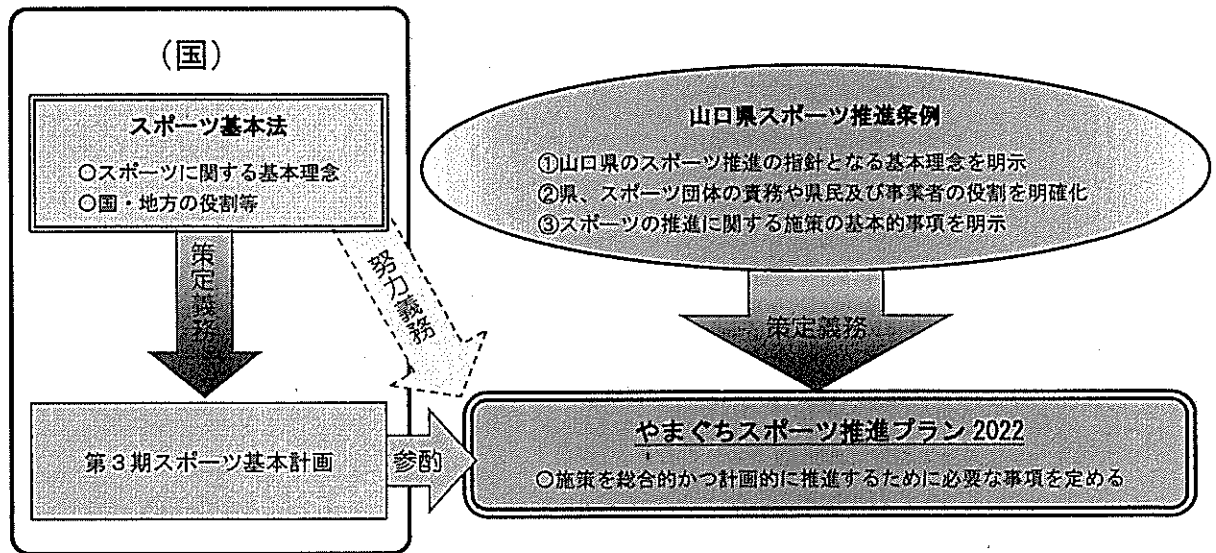 (国)
スポーツ基本法
○スポーツに関する基本理念
○国・地方の役割等
策定義務
努力義務
第3期スポーツ基本計画
参酌
山口県スポーツ推進条例
①山口県のスポーツ推進の指針となる基本理念を明示
②県、スポーツ団体の責務や県民及び事業者の役割を明確化
③スポーツの推進に関する施策の基本的事項を明示
策定義務
やまぐちスポーツ推進プラン 2022
○施策を総合的かつ計画的に推進するために必要な事項を定める